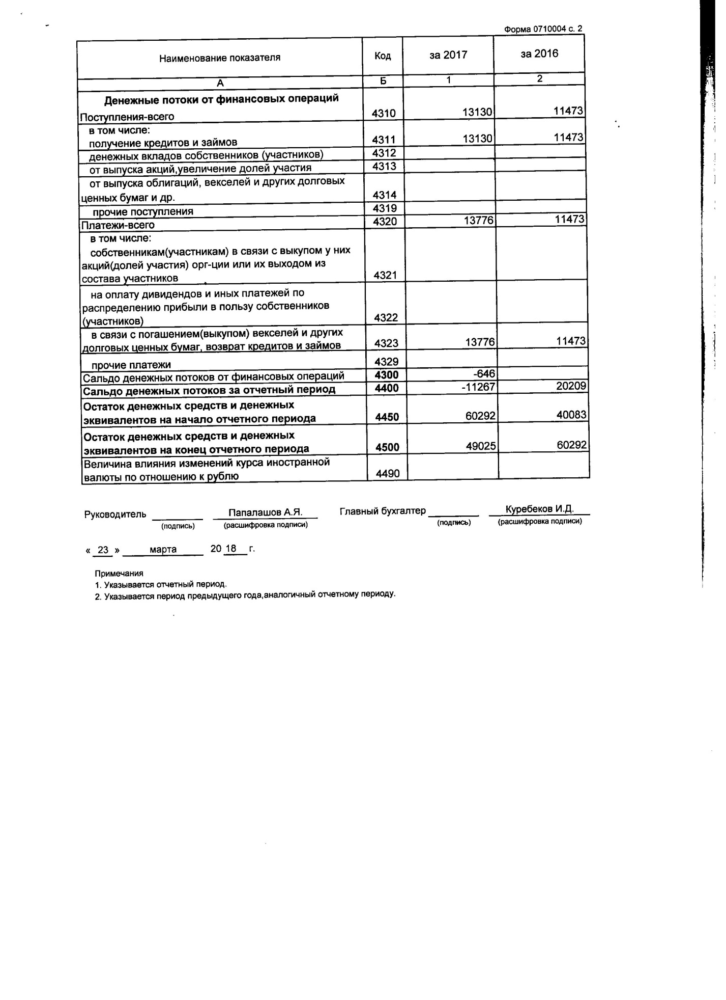 Форма 0710004 с. 2
Наименование показателя Код за 2017 за 2016
А Б 1 2
Денежные потоки от финансовых операций
Поступления-всего 4310 13130 11473
в том числе:
получение кредитов и займов 4311 13130 11473
денежных вкладов собственников (участников) 4312
от выпуска акций,увеличение долей участия 4313
от выпуска облигаций, векселей и других долговых
ценных бумаг и др. 4314
прочие поступления 4319
Платежи-всего 4320 13776 11473
в том числе:
собственникам(участникам) в связи с выкупом у них
акций(долей участия) орг-ции или их выходом из
состава участников 4321
на оплату дивидендов и иных платежей по
распределению прибыли в пользу собственников
(участников) 4322
в связи с погашением(выкупом) векселей и других
долговых ценных бумаг, возврат кредитов и займов 4323 13776 11473
прочие платежи 4329
Сальдо денежных потоков от финансовых операций 4300 -646
Сальдо денежных потоков за отчетный период 4400 -11267 20209
Остаток денежных средств и денежных
эквивалентов на начало отчетного периода 4450 60292 40083
Остаток денежных средств и денежных
эквивалентов на конец отчетного периода 4500 49025 60292
Величина влияния изменений курса иностранной
валюты по отношению к рублю 4490
Руководитель Папалашов А.Я. Главный бухгалтер Куребеков И.Д.
(подпись) (расшифровка подписи) (подпись) (расшифровка подписи)
« 23 » марта 20 18 г.
Примечания
1. Указывается отчетный период.
2. Указывается период предыдущего года,аналогичный отчетному периоду.